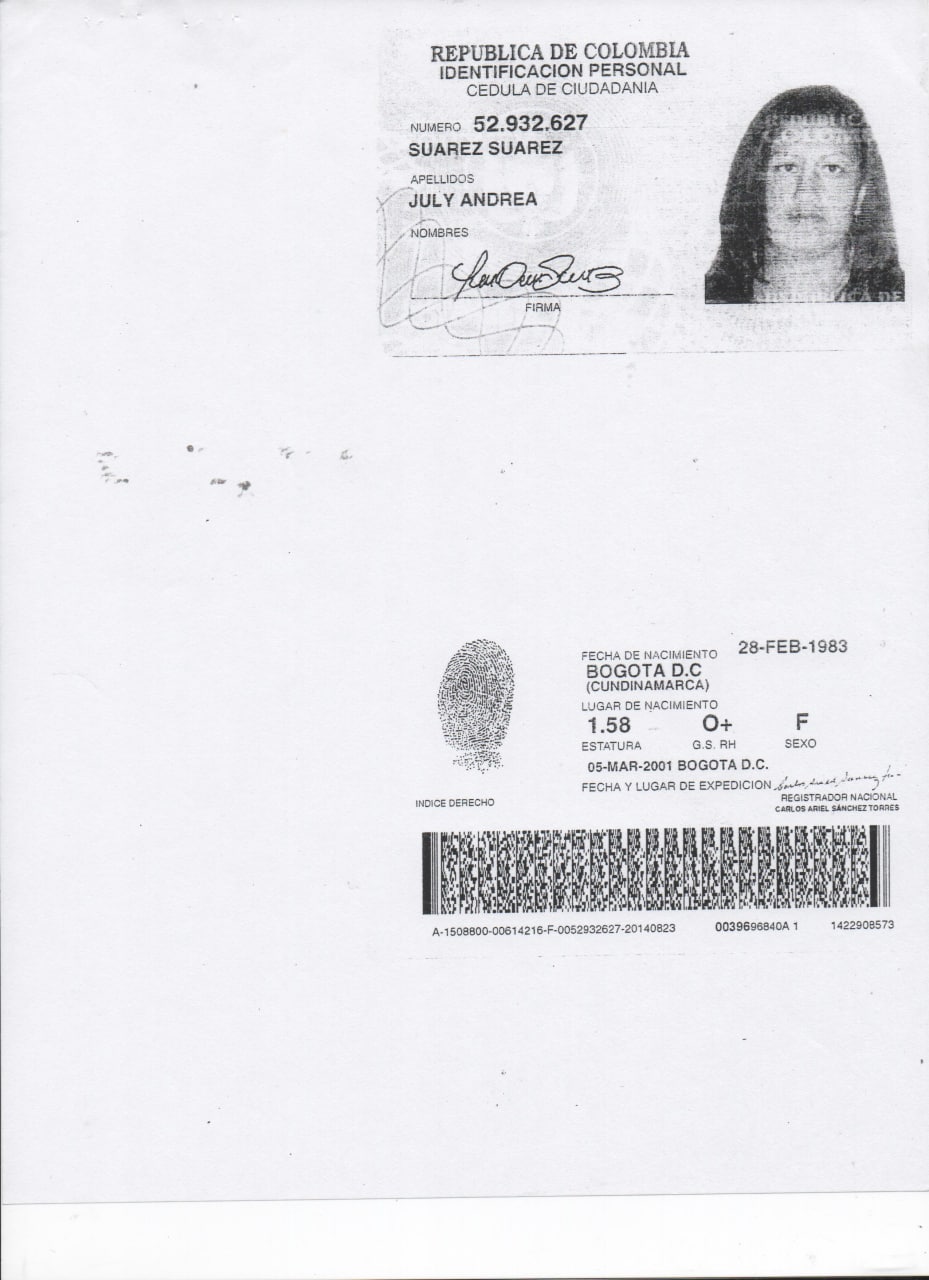 REPUBLICA DE COLOMBIA
IDENTIFICACION PERSONAL
CEDULA DE CIUDADANIA
NUMERO 52.932.627
SUAREZ SUAREZ
APELLIDOS
JULY ANDREA
NOMBRES
FIRMA
REPUBLICA DE
FECHA DE NACIMIENTO 28-FEB-1983
BOGOTA D.C
(CUNDINAMARCA)
LUGAR DE NACIMIENTO
1.58 O+ F
ESTATURA G.S. RH SEXO
05-MAR-2001 BOGOTA D.C.
FECHA Y LUGAR DE EXPEDICION
INDICE DERECHO
REGISTRADOR NACIONAL
CARLOS ARIEL SÁNCHEZ TORRES
A-1508800-00614216-F-0052932627-20140823 0039696840A 1 1422908573